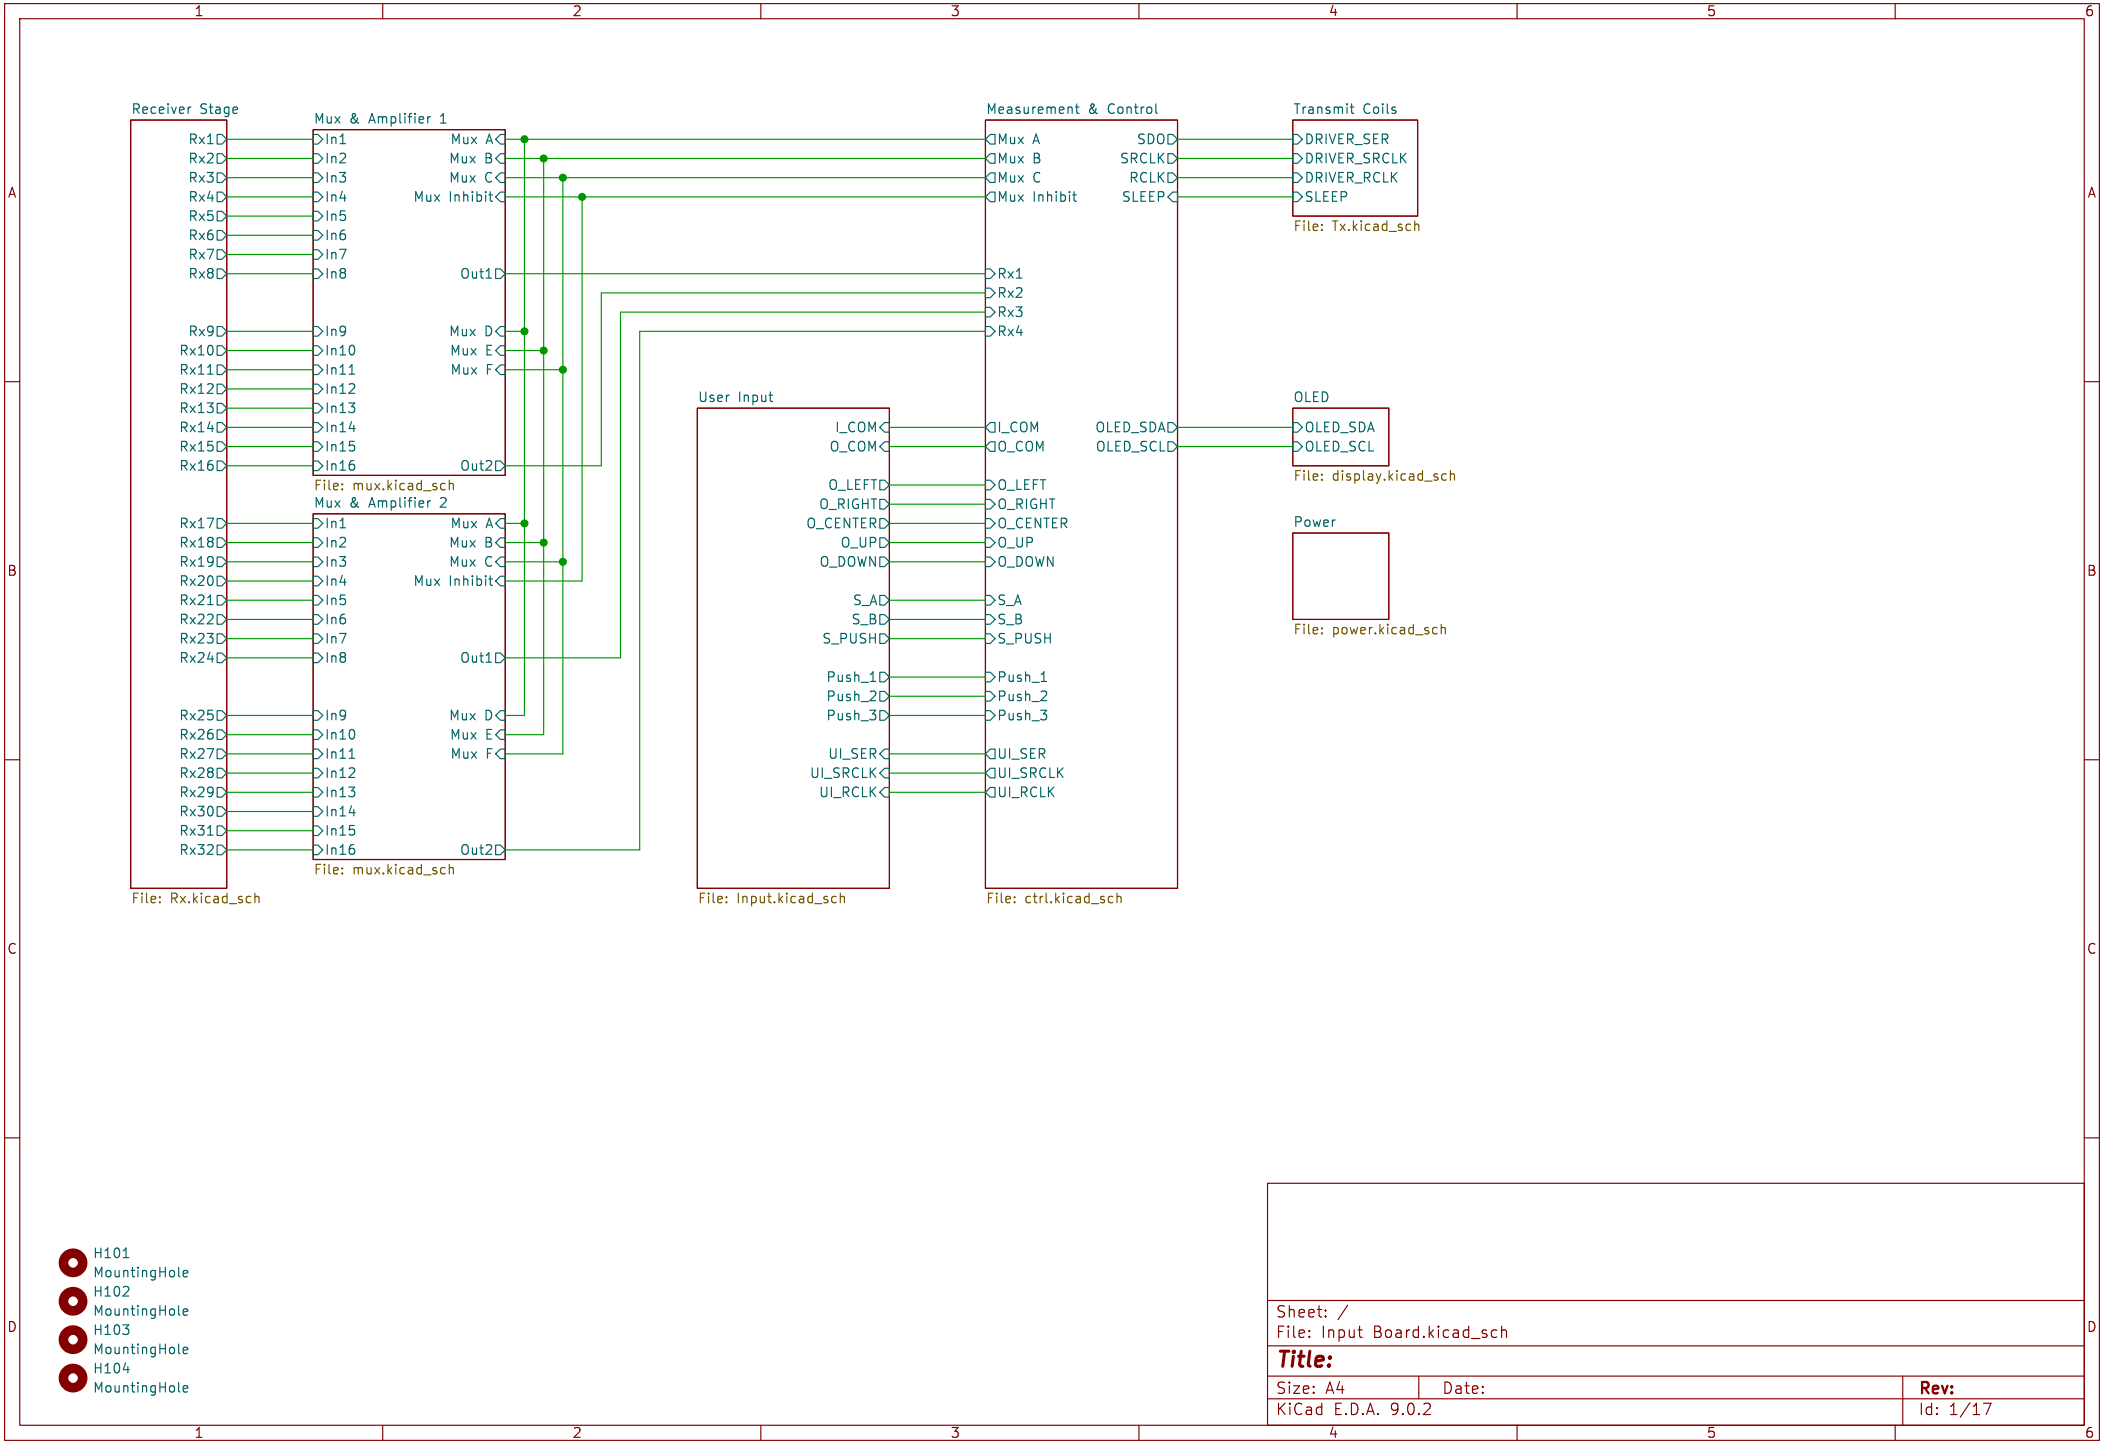 1 2 3 4 5 6
A
B
C
D
Receiver Stage
Rx1
Rx2
Rx3
Rx4
Rx5
Rx6
Rx7
Rx8
Rx9
Rx10
Rx11
Rx12
Rx13
Rx14
Rx15
Rx16
Rx17
Rx18
Rx19
Rx20
Rx21
Rx22
Rx23
Rx24
Rx25
Rx26
Rx27
Rx28
Rx29
Rx30
Rx31
Rx32
File: Rx.kicad_sch
Mux & Amplifier 1
In1 Mux A
In2 Mux B
In3 Mux C
In4 Mux Inhibit
In5
In6
In7
In8 Out1
In9 Mux D
In10 Mux E
In11 Mux F
In12
In13
In14
In15
In16 Out2
File: mux.kicad_sch
Mux & Amplifier 2
In1 Mux A
In2 Mux B
In3 Mux C
In4 Mux Inhibit
In5
In6
In7
In8 Out1
In9 Mux D
In10 Mux E
In11 Mux F
In12
In13
In14
In15
In16 Out2
File: mux.kicad_sch
User Input
I_COM
O_COM
O_LEFT
O_RIGHT
O_CENTER
O_UP
O_DOWN
S_A
S_B
S_PUSH
Push_1
Push_2
Push_3
UI_SER
UI_SRCLK
UI_RCLK
File: Input.kicad_sch
Measurement & Control
Mux A SDO
Mux B SRCLK
Mux C RCLK
Mux Inhibit SLEEP
Rx1
Rx2
Rx3
Rx4
I_COM OLED_SDA
O_COM OLED_SCL
O_LEFT
O_RIGHT
O_CENTER
O_UP
O_DOWN
S_A
S_B
S_PUSH
Push_1
Push_2
Push_3
UI_SER
UI_SRCLK
UI_RCLK
File: ctrl.kicad_sch
Transmit Coils
DRIVER_SER
DRIVER_SRCLK
DRIVER_RCLK
SLEEP
File: Tx.kicad_sch
OLED
OLED_SDA
OLED_SCL
File: display.kicad_sch
Power
File: power.kicad_sch
H101
MountingHole
H102
MountingHole
H103
MountingHole
H104
MountingHole
Sheet: /
File: Input Board.kicad_sch
Title:
Size: A4 Date: Rev:
KiCad E.D.A. 9.0.2 Id: 1/17
A
B
C
D
1 2 3 4 5 6